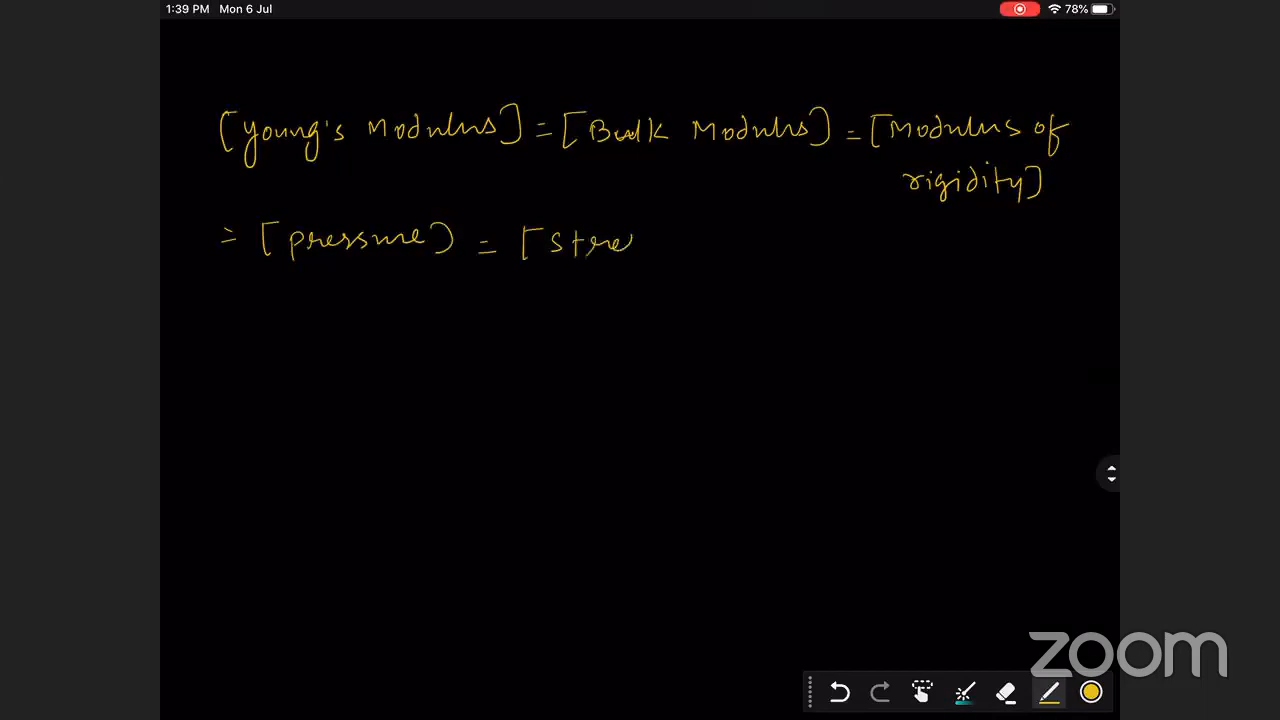 1:39 PM Mon 6 Jul 78%
[Young's Modulus] = [Bulk Modulus] = [Modulus of
rigidity]
= [pressure] = [stre
zoom